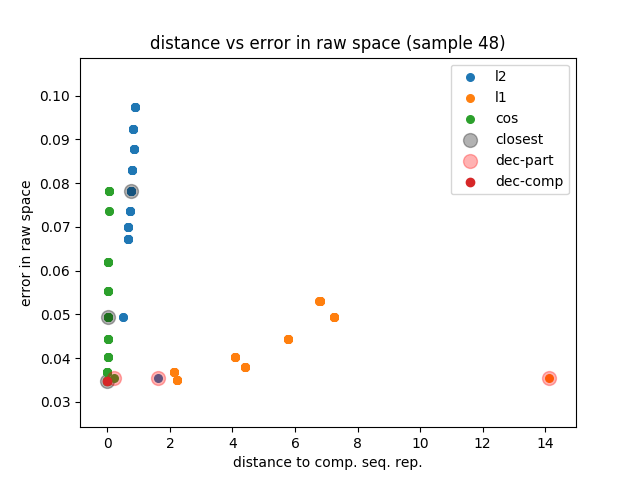 distance vs error in raw space (sample 48)
l2
l1
cos
closest
dec-part
dec-comp
error in raw space
0.10
0.09
0.08
0.07
0.06
0.05
0.04
0.03
0 2 4 6 8 10 12 14
distance to comp. seq. rep.